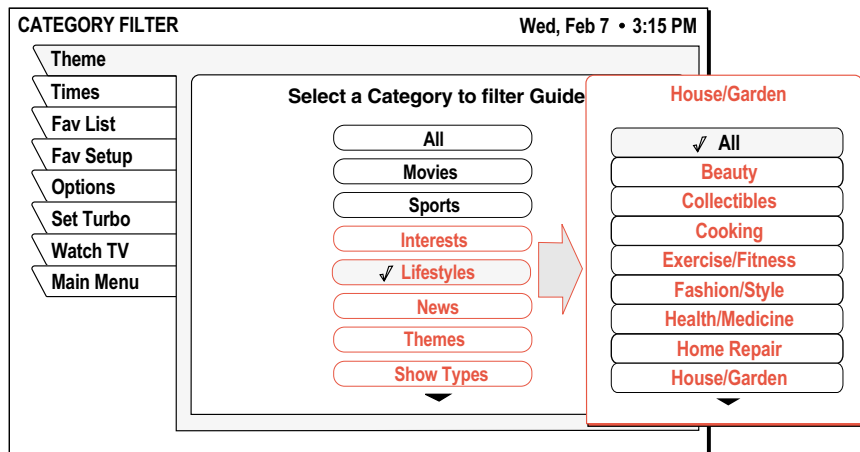 CATEGORY FILTER
Wed, Feb 7 • 3:15 PM
Theme
Times
Fav List
Fav Setup
Options
Set Turbo
Watch TV
Main Menu
Select a Category to filter Guide
All
Movies
Sports
Interests
Lifestyles
News
Themes
Show Types
House/Garden
All
Beauty
Collectibles
Cooking
Exercise/Fitness
Fashion/Style
Health/Medicine
Home Repair
House/Garden